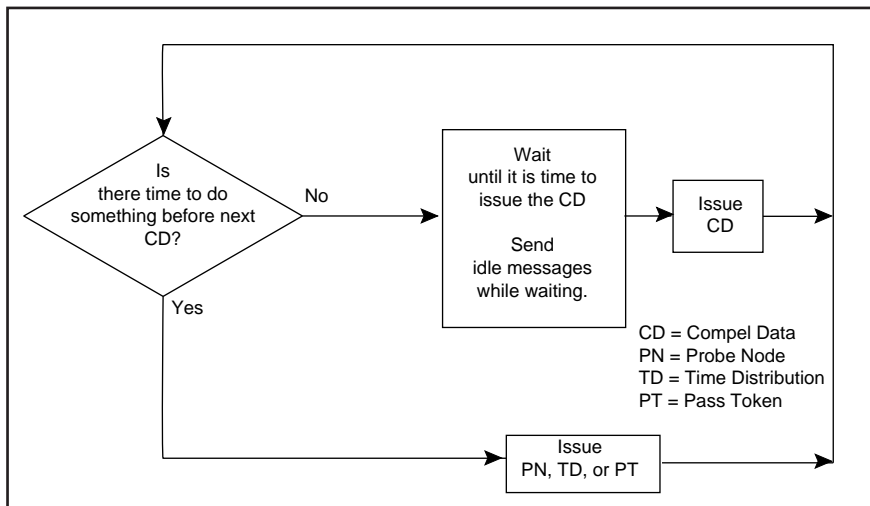 Is
there time to do
something before next
CD?
No
Yes
Wait
until it is time to
issue the CD
Send
idle messages
while waiting.
Issue
CD
CD = Compel Data
PN = Probe Node
TD = Time Distribution
PT = Pass Token
Issue
PN, TD, or PT